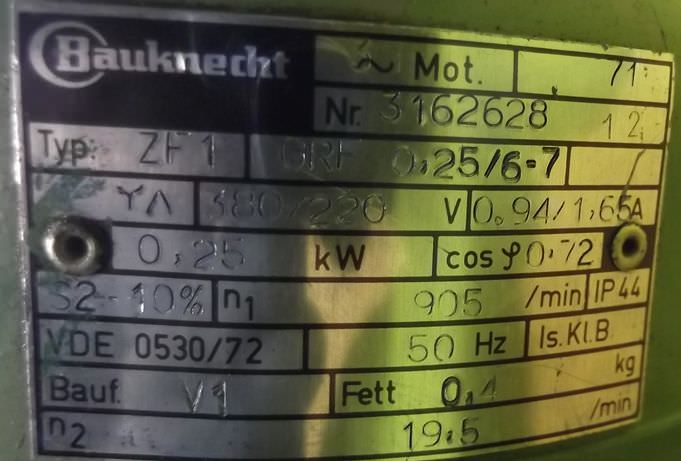 Bauknecht ~ Mot. 71
Nr. 3162628 12
Typ: ZF1 GRF 0,25/6-7
Y Δ 380/220 V 0.94/1,65A
0,25 kW cos φ 0,72
S2-10% n1 905 /min IP44
VDE 0530/72 50 Hz Is.Kl.B
Bauf. V1 Fett 0,4 kg
n2 19,5 /min